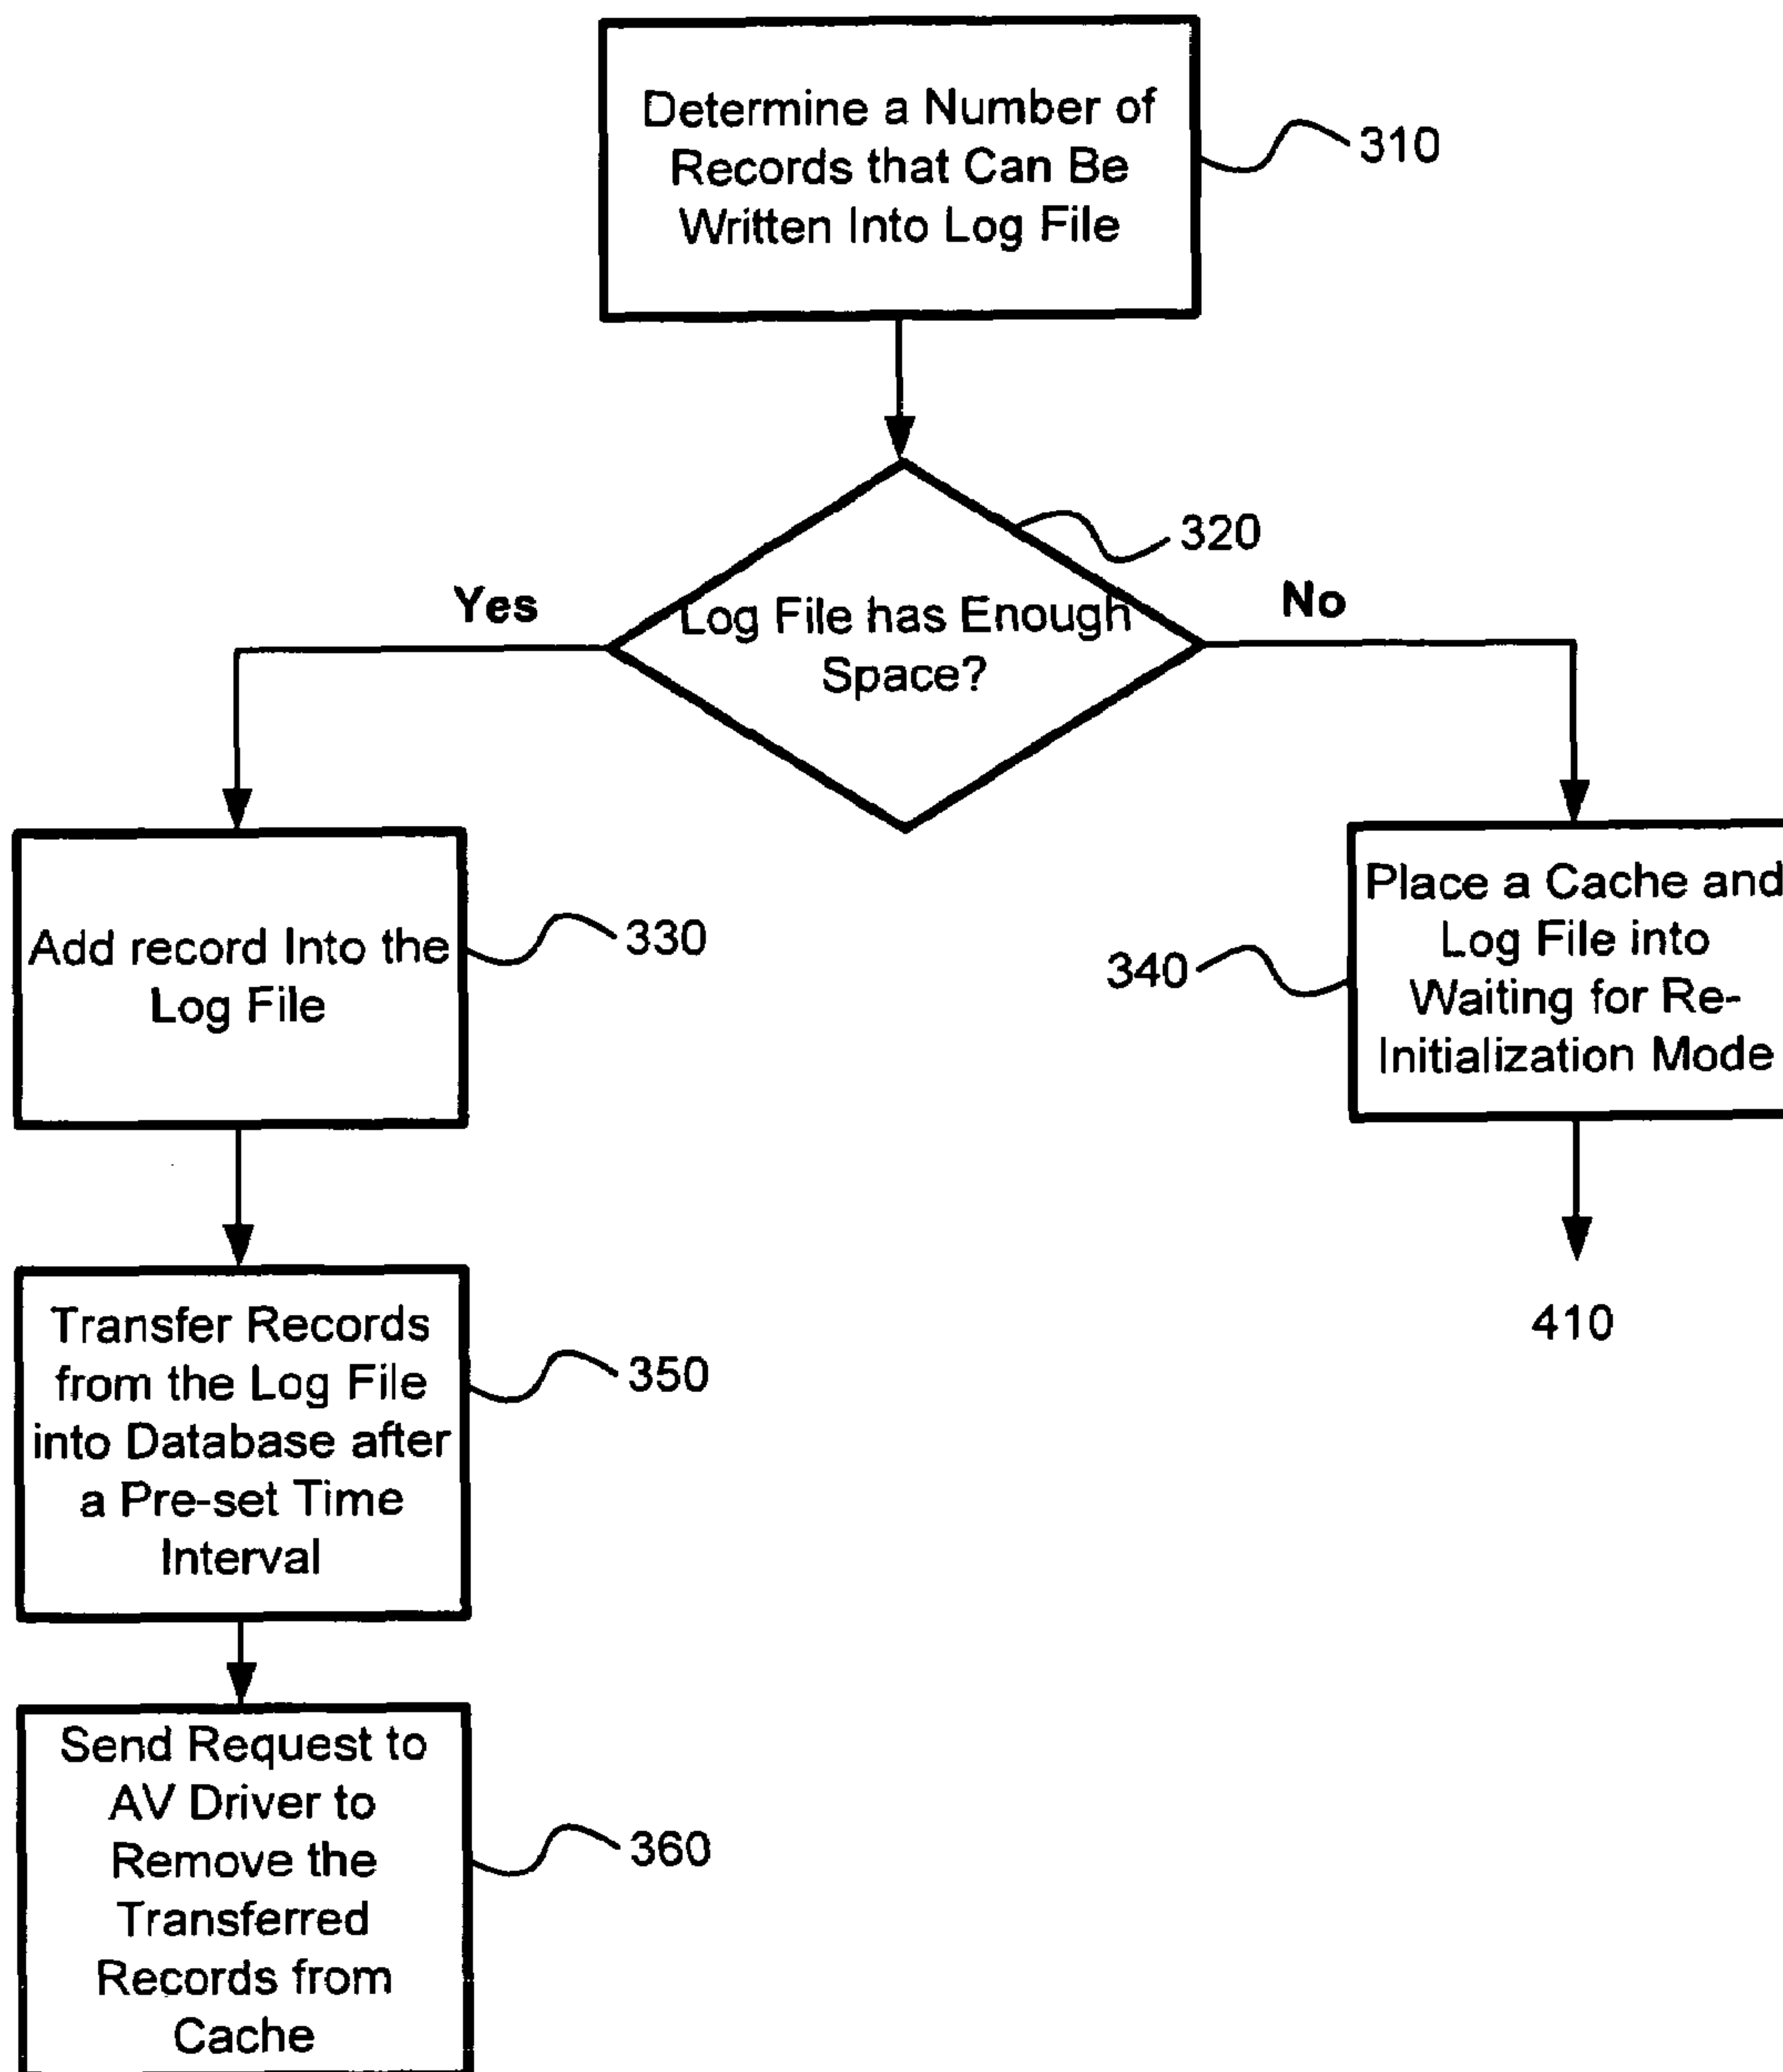 Determine a Number of
Records that Can Be
Written Into Log File
310
320
Yes
No
Log File has Enough
Space?
Add record Into the
Log File
330
340
Place a Cache and
Log File into
Waiting for Re-
Initialization Mode
410
Transfer Records
from the Log File
into Database after
a Pre-set Time
Interval
350
Send Request to
AV Driver to
Remove the
Transferred
Records from
Cache
360